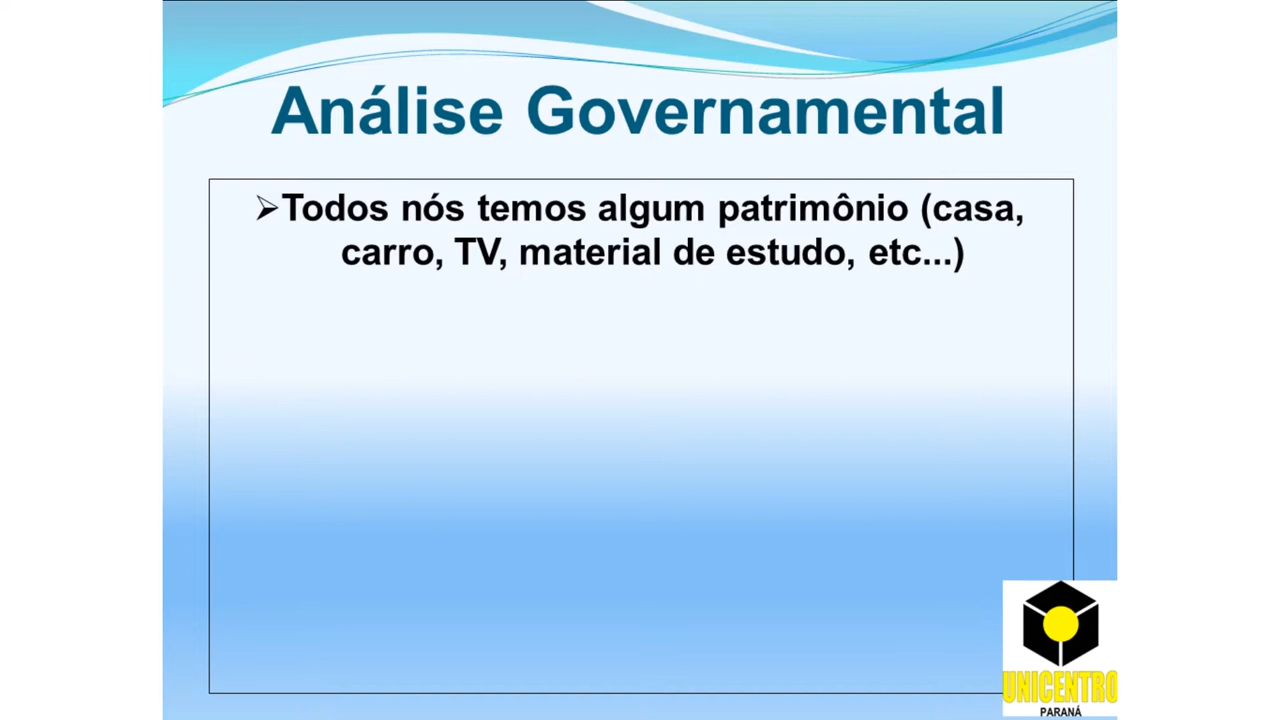 Análise Governamental
➢Todos nós temos algum patrimônio (casa,
carro, TV, material de estudo, etc...)
UNICENTRO
PARANÁ